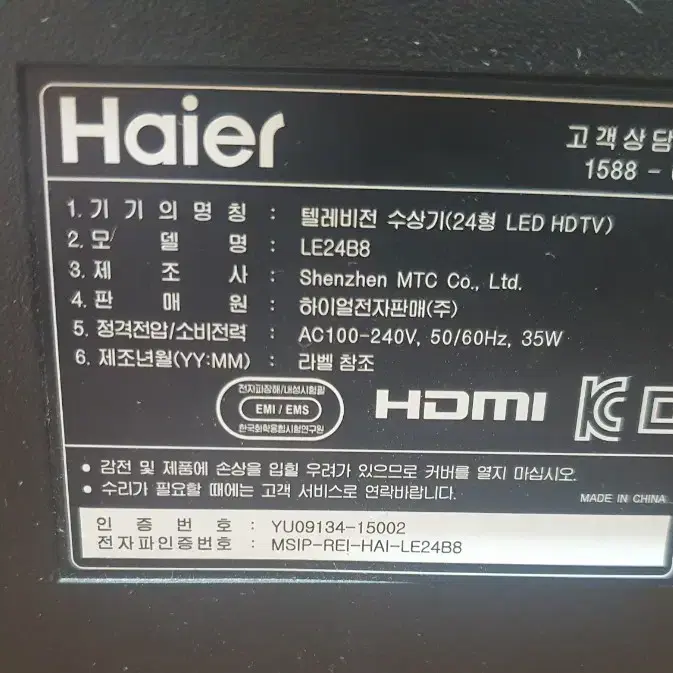 Haier
고객상담
1588 -
1. 기 기 의 명 칭 : 텔레비전 수상기(24형 LED HDTV)
2. 모 델 명 : LE24B8
3. 제 조 사 : Shenzhen MTC Co., Ltd.
4. 판 매 원 : 하이얼전자판매(주)
5. 정격전압/소비전력 : AC100-240V, 50/60Hz, 35W
6. 제조년월(YY:MM) : 라벨 참조
전자파장해/내성시험필
EMI / EMS
한국화학융합시험연구원
HDMI
• 감전 및 제품에 손상을 입힐 우려가 있으므로 커버를 열지 마십시오.
• 수리가 필요할 때에는 고객 서비스로 연락바랍니다.
MADE IN CHINA
인 증 번 호 : YU09134-15002
전자파인증번호 : MSIP-REI-HAI-LE24B8